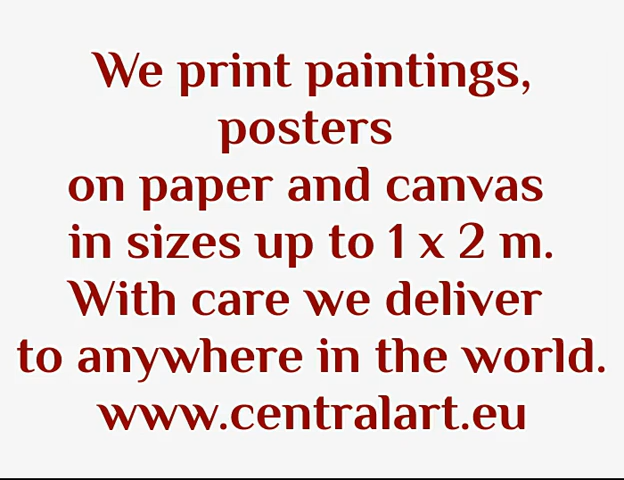 We print paintings,
posters
on paper and canvas
in sizes up to 1 x 2 m.
With care we deliver
to anywhere in the world.
www.centralart.eu